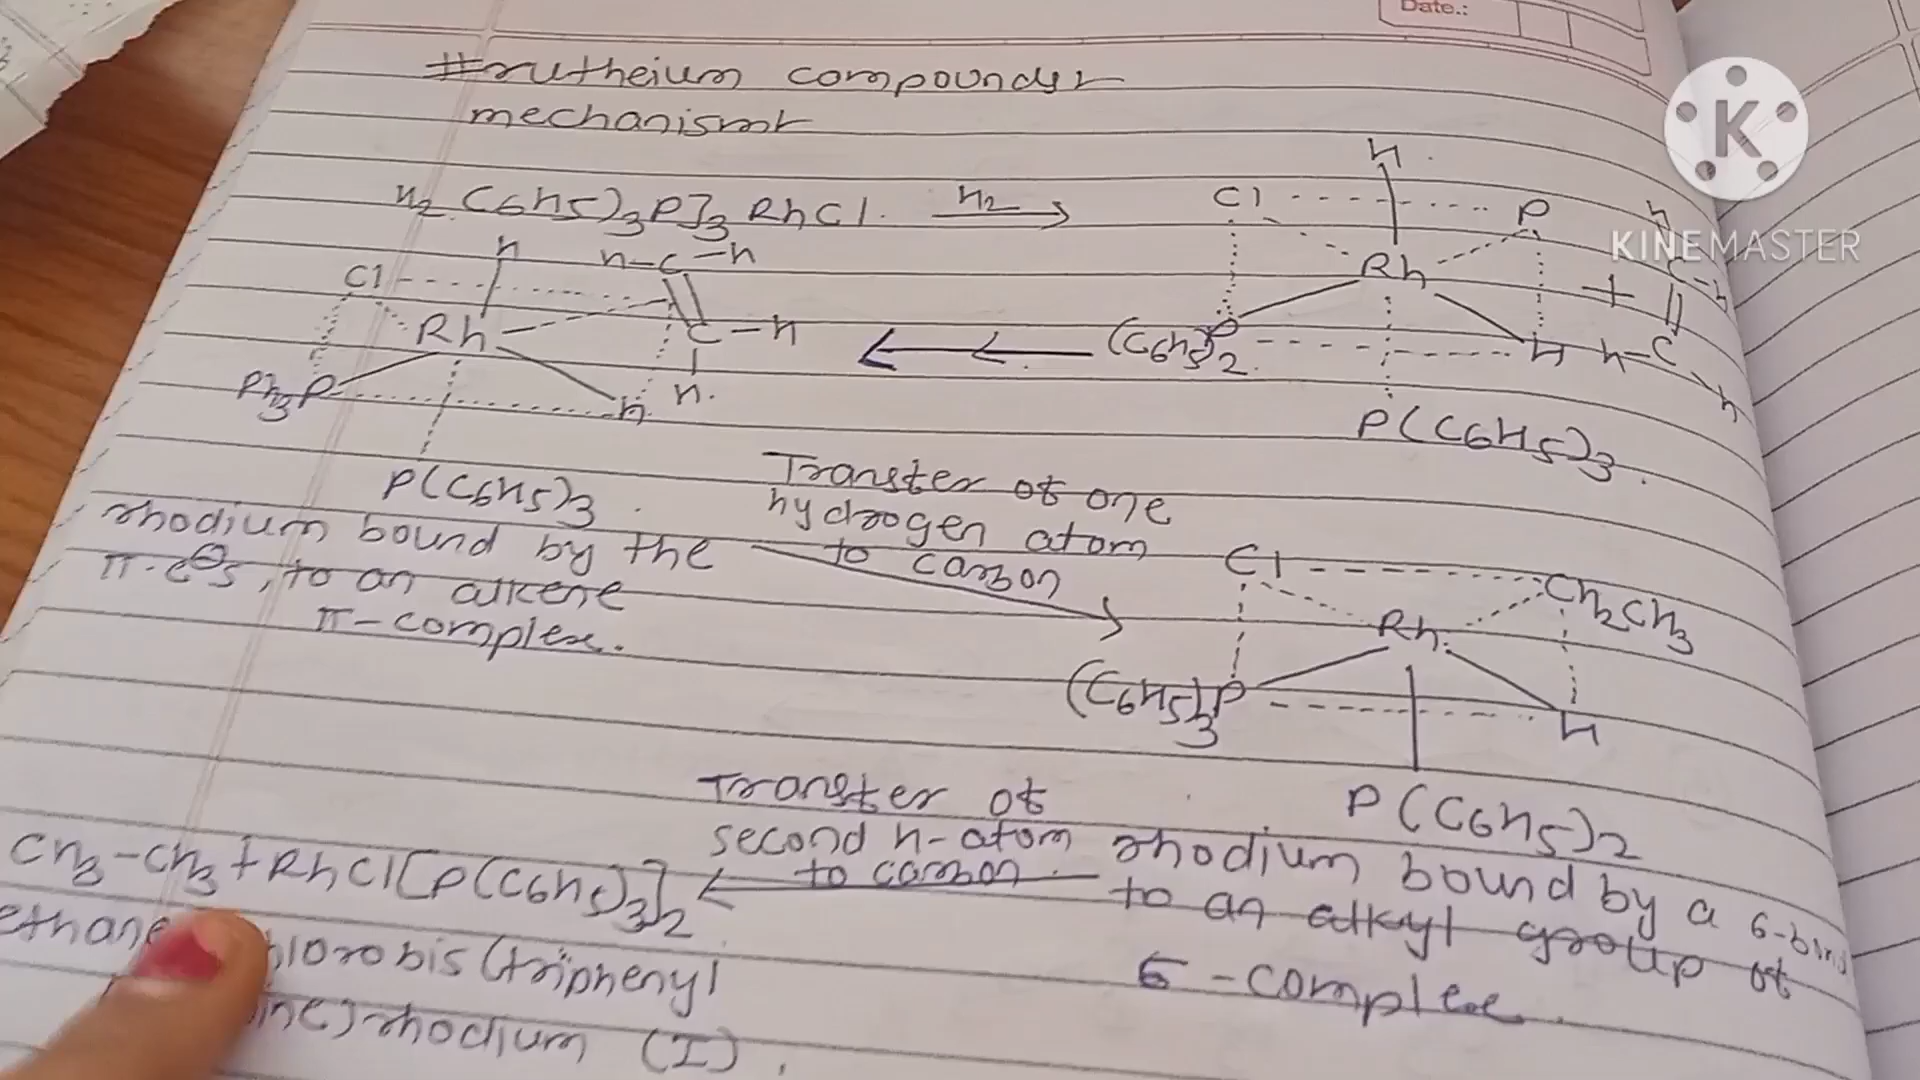 Date.:
#rutheium compounds
mechanism
H2 C6H5)3P]3 RhCl. H2
Cl P
H
Rh
(C6H5)2 P
H
P(C6H5)3
+
H
C-H
H-C
H
KINEMASTER
K
H
H-C-H
Cl
Rh
C-H
H.
Ph3P
H
P(C6H5)3.
Transfer of one
hydrogen atom
to carbon
rhodium bound by the
π-e⊖s, to an alkene
π-complex.
Cl
CH2CH3
Rh
(C6H5)3P
H
P(C6H5)2
Transfer of
second H-atom
to carbon
rhodium bound by a 6-bond
to an alkyl group of
6-complex.
CH3-CH3+RhCl[P(C6H5)3]2
ethane
lorobis(triphenyl
ine)rhodium (I).